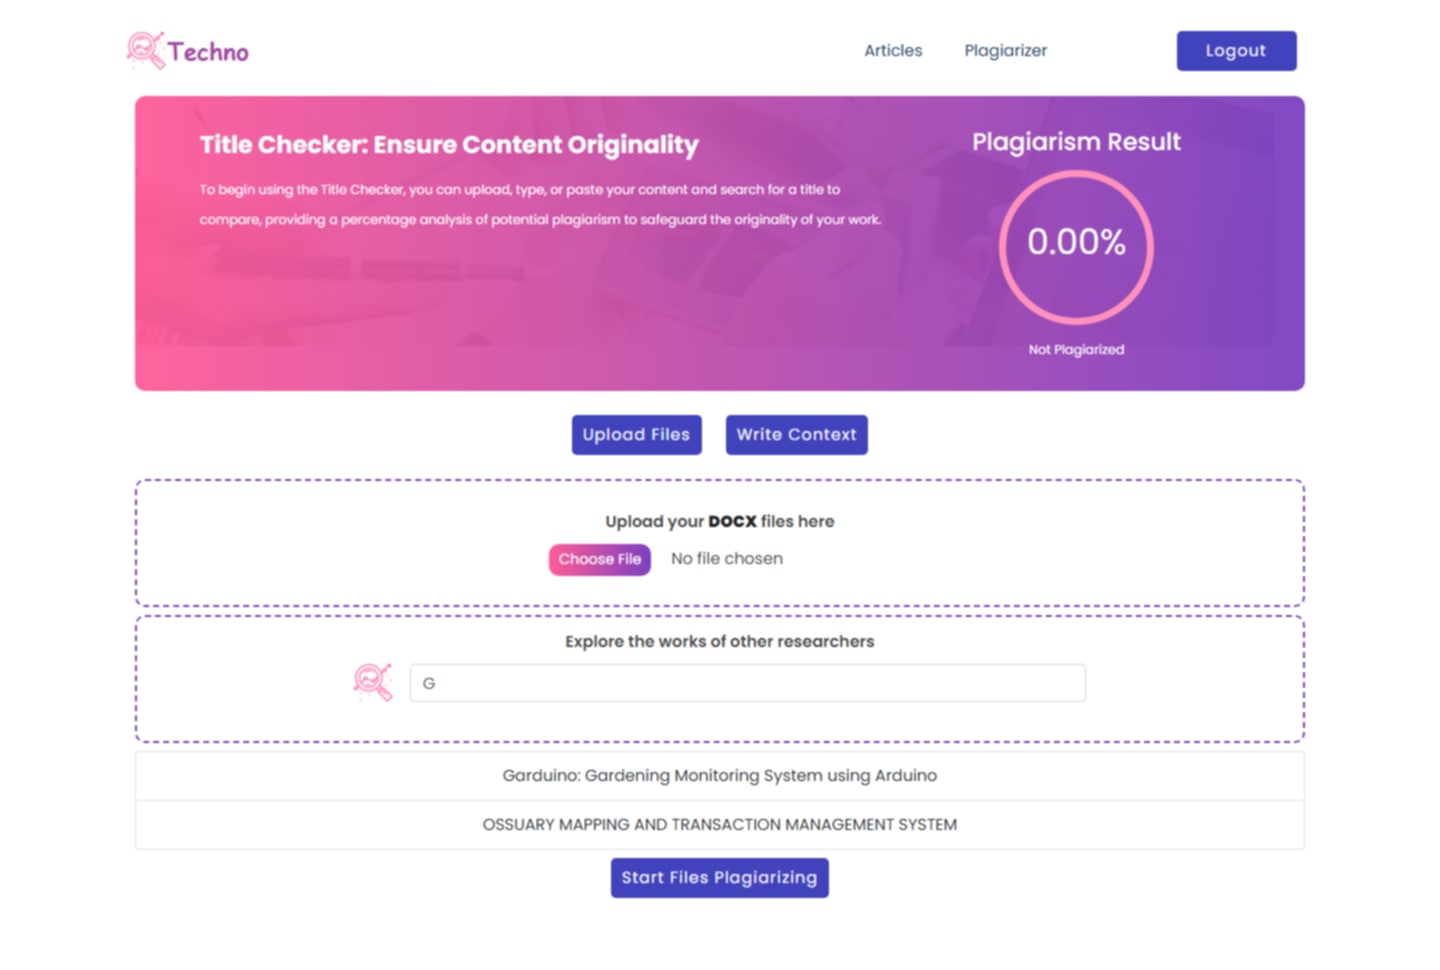 Techno
Articles
Plagiarizer
Logout
Title Checker: Ensure Content Originality
To begin using the Title Checker, you can upload, type, or paste your content and search for a title to
compare, providing a percentage analysis of potential plagiarism to safeguard the originality of your work.
Plagiarism Result
0.00%
Not Plagiarized
Upload Files
Write Context
Upload your DOCX files here
Choose File No file chosen
Explore the works of other researchers
G
Garduino: Gardening Monitoring System using Arduino
OSSUARY MAPPING AND TRANSACTION MANAGEMENT SYSTEM
Start Files Plagiarizing